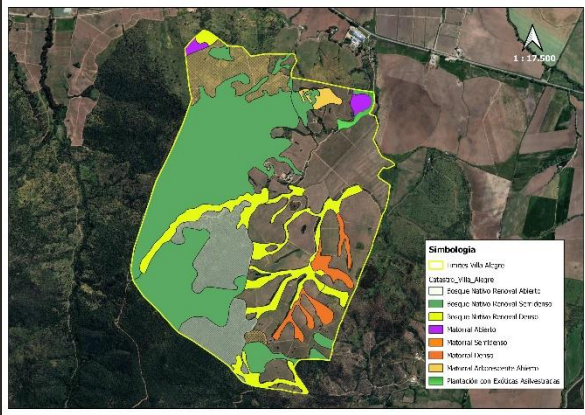 1 : 17.500
Simbología
Límites Villa Alegre
Catastro_Villa_Alegre
Bosque Nativo Renoval Abierto
Bosque Nativo Renoval Semidenso
Bosque Nativo Renoval Denso
Matorral Abierto
Matorral Semidenso
Matorral Denso
Matorral Arborescente Abierto
Plantación con Exóticas Asilvestradas